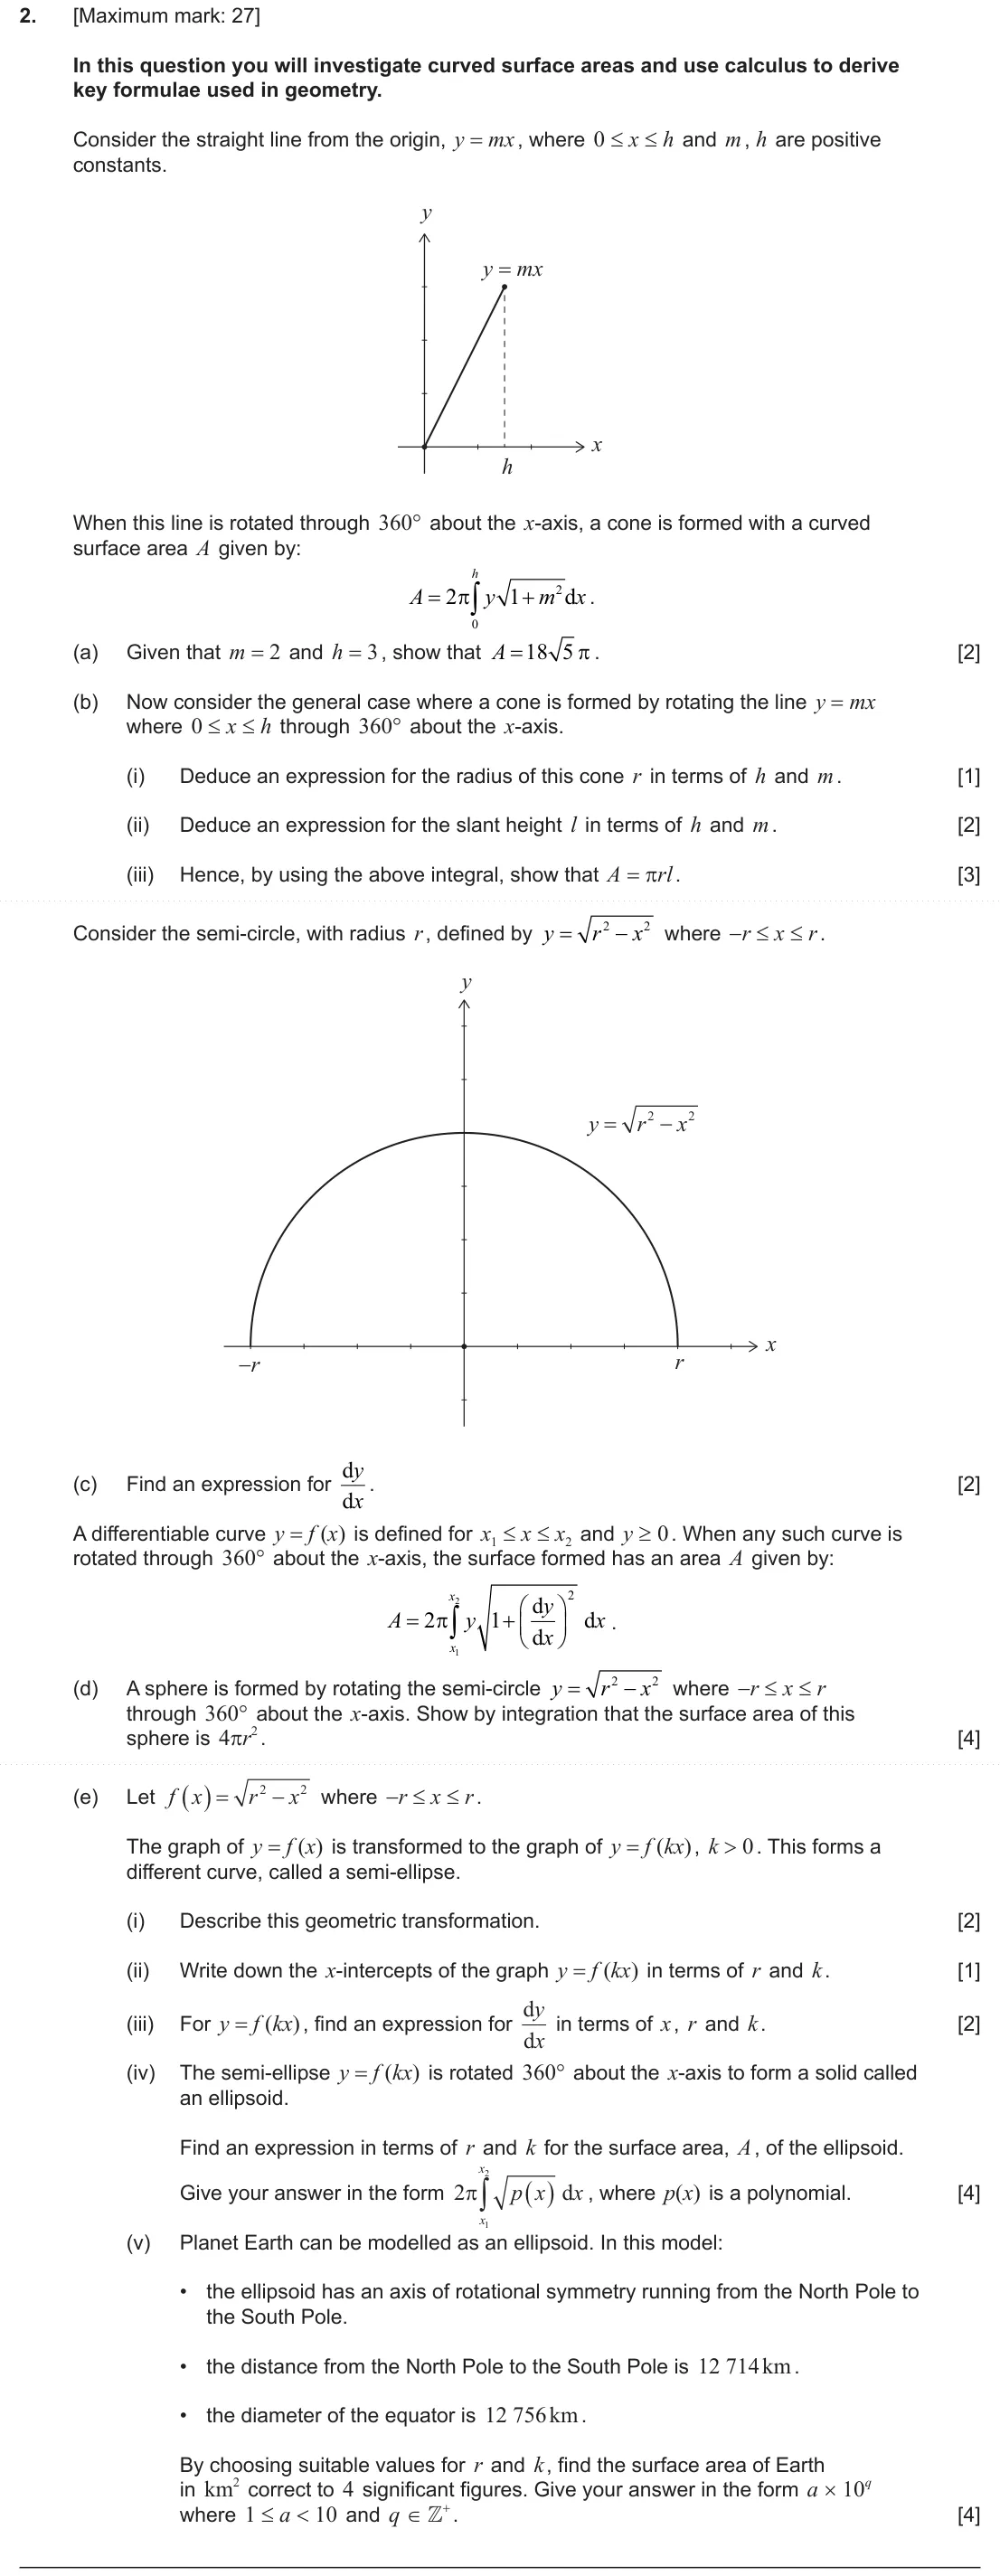 2. [Maximum mark: 27]
In this question you will investigate curved surface areas and use calculus to derive
key formulae used in geometry.
Consider the straight line from the origin, y = mx, where 0 ≤ x ≤ h and m, h are positive
constants.
y
y = mx
x
h
When this line is rotated through 360° about the x-axis, a cone is formed with a curved
surface area A given by:
A = 2π∫₀ʰ y√(1 + m²) dx.
(a) Given that m = 2 and h = 3, show that A = 18√5 π. [2]
(b) Now consider the general case where a cone is formed by rotating the line y = mx
where 0 ≤ x ≤ h through 360° about the x-axis.
(i) Deduce an expression for the radius of this cone r in terms of h and m. [1]
(ii) Deduce an expression for the slant height l in terms of h and m. [2]
(iii) Hence, by using the above integral, show that A = πrl. [3]
Consider the semi-circle, with radius r, defined by y = √(r² − x²) where −r ≤ x ≤ r.
y
y = √(r² − x²)
x
−r
r
(c) Find an expression for dy/dx. [2]
A differentiable curve y = f(x) is defined for x₁ ≤ x ≤ x₂ and y ≥ 0. When any such curve is
rotated through 360° about the x-axis, the surface formed has an area A given by:
A = 2π∫_{x₁}^{x₂} y√(1 + (dy/dx)²) dx.
(d) A sphere is formed by rotating the semi-circle y = √(r² − x²) where −r ≤ x ≤ r
through 360° about the x-axis. Show by integration that the surface area of this
sphere is 4πr². [4]
(e) Let f(x) = √(r² − x²) where −r ≤ x ≤ r.
The graph of y = f(x) is transformed to the graph of y = f(kx), k > 0. This forms a
different curve, called a semi-ellipse.
(i) Describe this geometric transformation. [2]
(ii) Write down the x-intercepts of the graph y = f(kx) in terms of r and k. [1]
(iii) For y = f(kx), find an expression for dy/dx in terms of x, r and k. [2]
(iv) The semi-ellipse y = f(kx) is rotated 360° about the x-axis to form a solid called
an ellipsoid.
Find an expression in terms of r and k for the surface area, A, of the ellipsoid.
Give your answer in the form 2π∫_{x₁}^{x₂} √(p(x)) dx, where p(x) is a polynomial. [4]
(v) Planet Earth can be modelled as an ellipsoid. In this model:
• the ellipsoid has an axis of rotational symmetry running from the North Pole to
the South Pole.
• the distance from the North Pole to the South Pole is 12 714 km.
• the diameter of the equator is 12 756 km.
By choosing suitable values for r and k, find the surface area of Earth
in km² correct to 4 significant figures. Give your answer in the form a × 10^q
where 1 ≤ a < 10 and q ∈ ℤ⁺. [4]